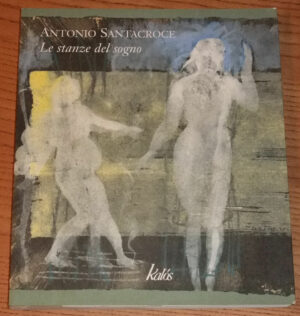 ANTONIO SANTACROCE
Le stanze del sogno
Kalós